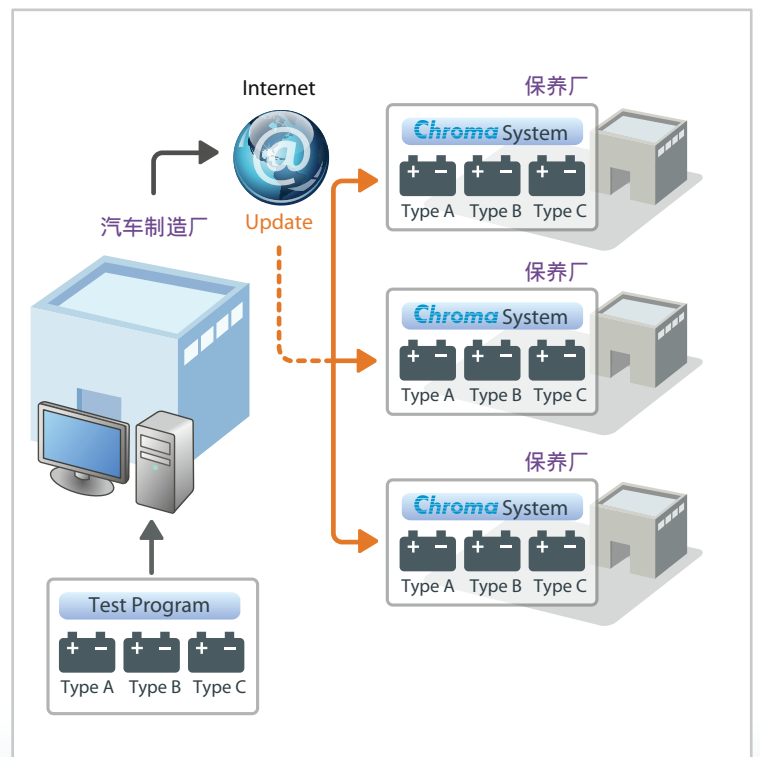 Internet
@
Update
汽车制造厂
Test Program
+ - + - + -
Type A Type B Type C
保养厂
Chroma System
+ - + - + -
Type A Type B Type C
保养厂
Chroma System
+ - + - + -
Type A Type B Type C
保养厂
Chroma System
+ - + - + -
Type A Type B Type C